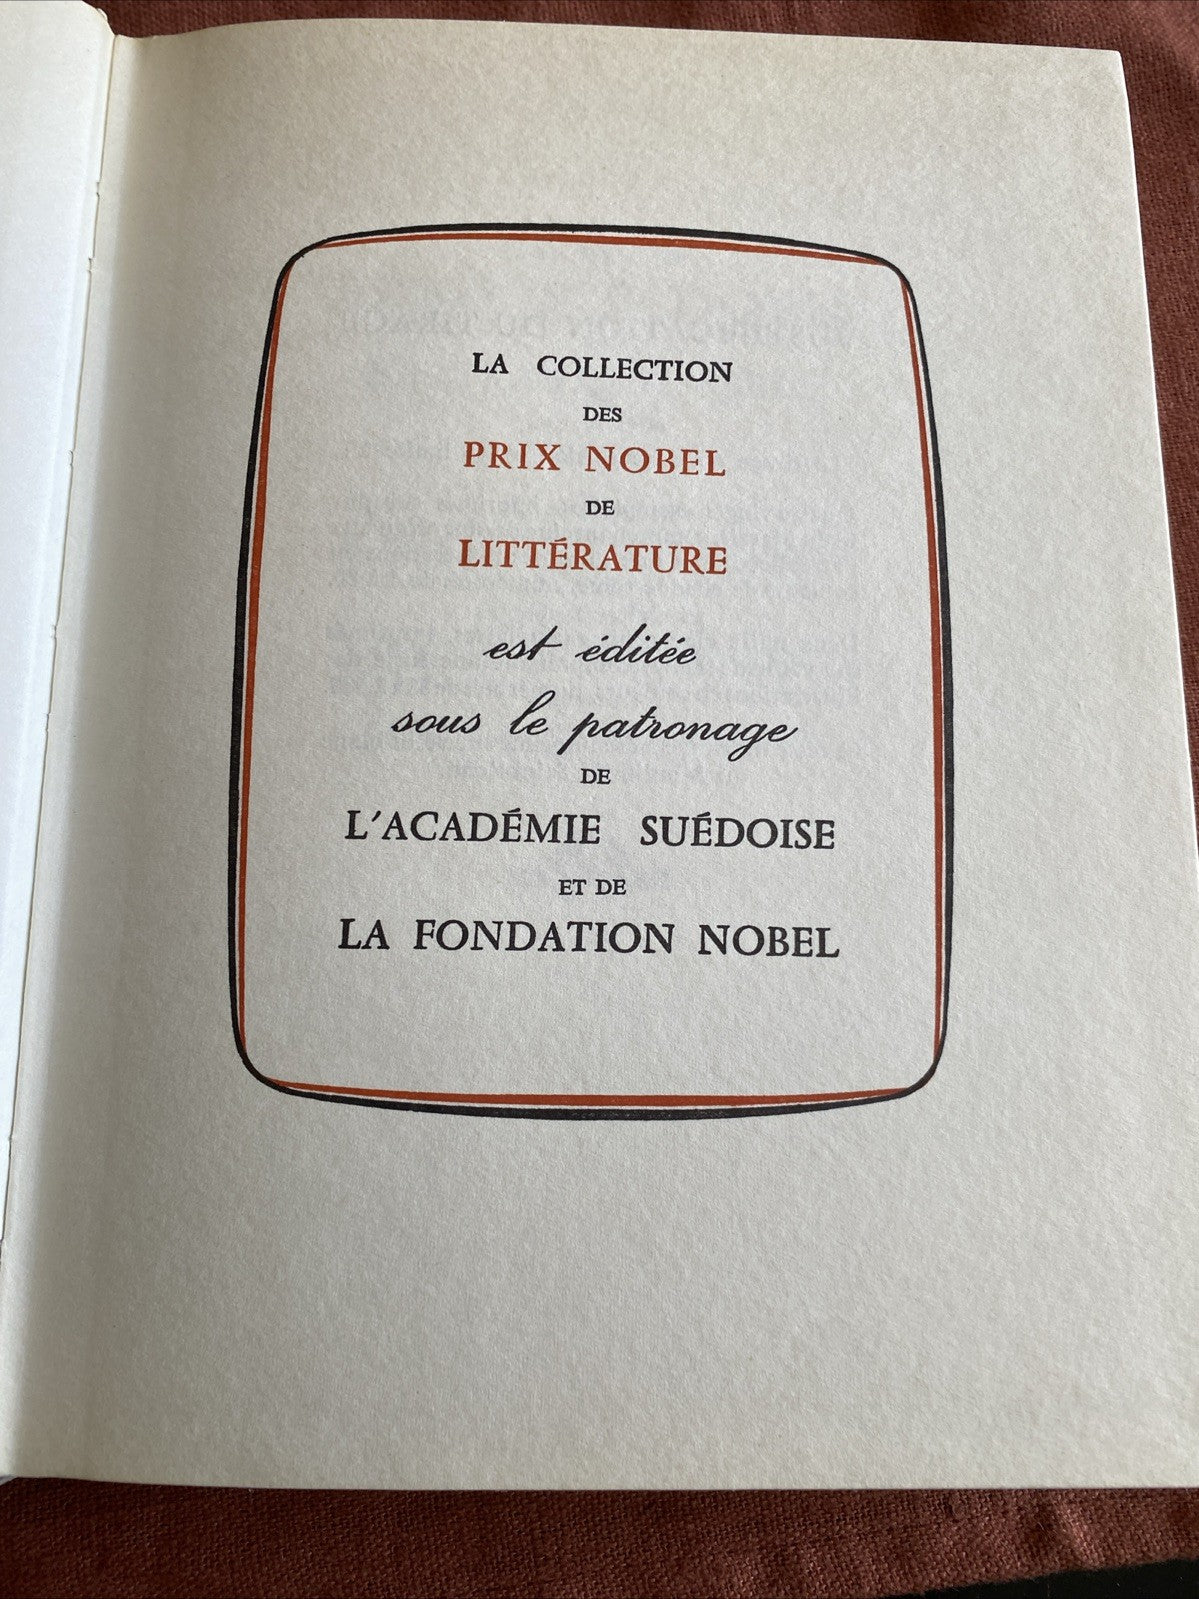 LA COLLECTION
DES
PRIX NOBEL
DE
LITTÉRATURE
est éditée
sous le patronage
DE
L'ACADÉMIE SUÉDOISE
ET DE
LA FONDATION NOBEL